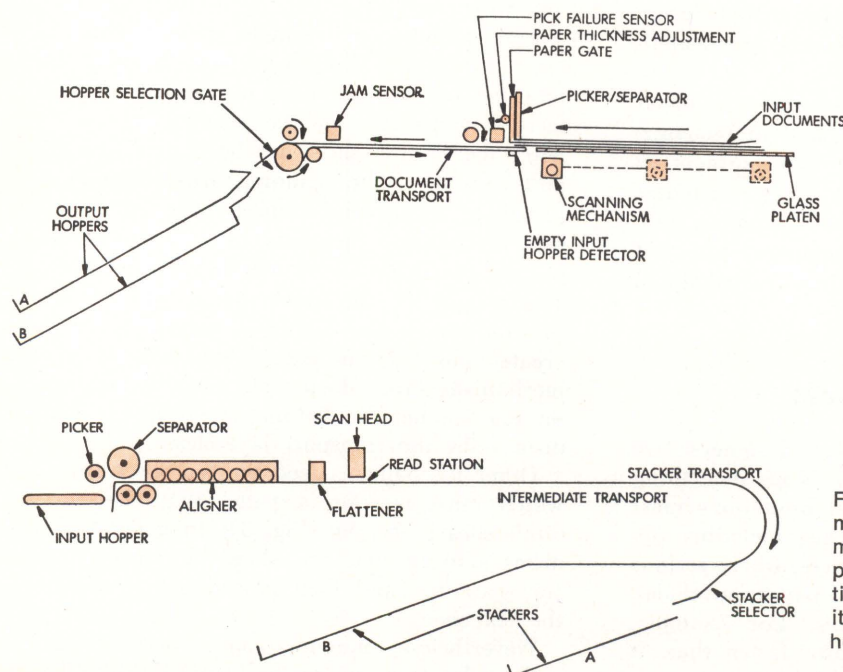 PICK FAILURE SENSOR
PAPER THICKNESS ADJUSTMENT
PAPER GATE
HOPPER SELECTION GATE
JAM SENSOR
PICKER/SEPARATOR
INPUT
DOCUMENTS
DOCUMENT
TRANSPORT
SCANNING
MECHANISM
GLASS
PLATEN
OUTPUT
HOPPERS
EMPTY INPUT
HOPPER DETECTOR
A
B
SCAN HEAD
PICKER
SEPARATOR
READ STATION
STACKER TRANSPORT
INTERMEDIATE TRANSPORT
ALIGNER
FLATTENER
INPUT HOPPER
STACKER
SELECTOR
STACKERS
B
A
F
m
m
p
ti
it
h